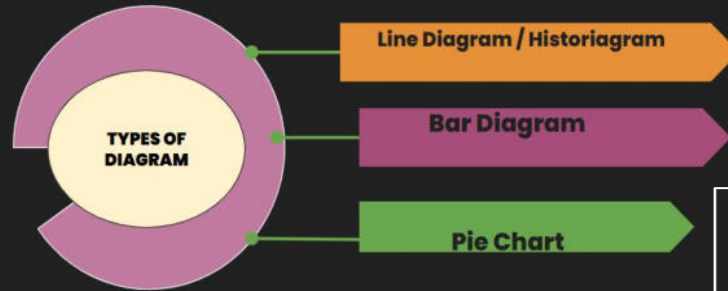 Line Diagram / Historiagram
TYPES OF
DIAGRAM
Bar Diagram
Pie Chart